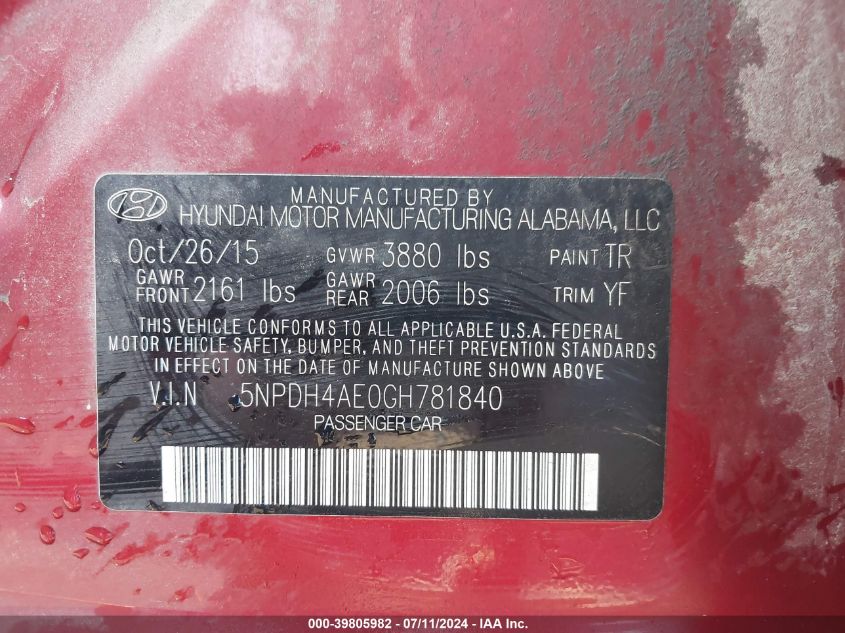 MANUFACTURED BY
HYUNDAI MOTOR MANUFACTURING ALABAMA, LLC
Oct/26/15 GVWR 3880 lbs PAINT TR
GAWR FRONT 2161 lbs GAWR REAR 2006 lbs TRIM YF
THIS VEHICLE CONFORMS TO ALL APPLICABLE U.S.A. FEDERAL
MOTOR VEHICLE SAFETY, BUMPER, AND THEFT PREVENTION STANDARDS
IN EFFECT ON THE DATE OF MANUFACTURE SHOWN ABOVE
V.I.N 5NPDH4AE0GH781840
PASSENGER CAR
000-39805982 - 07/11/2024 - IAA Inc.